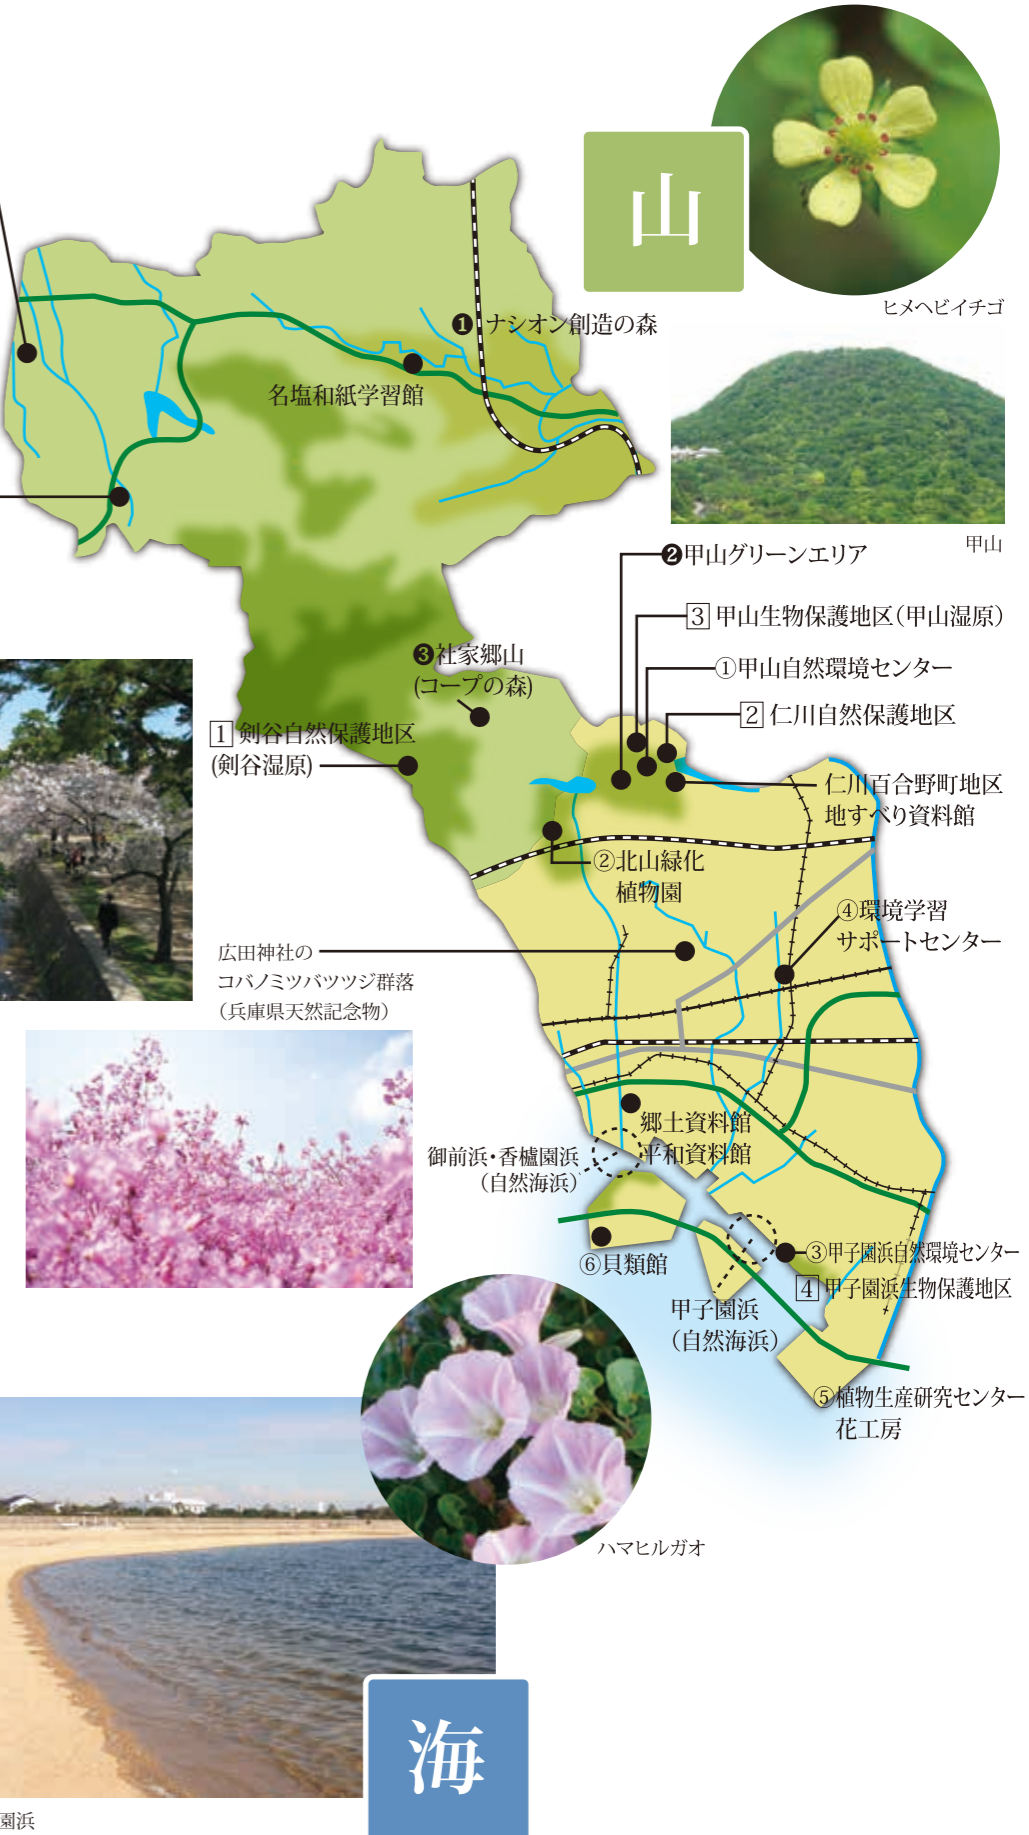 山
ヒメヘビイチゴ
❶ ナシオン創造の森
名塩和紙学習館
甲山
❷甲山グリーンエリア
3 甲山生物保護地区(甲山湿原)
①甲山自然環境センター
2 仁川自然保護地区
❸社家郷山
(コープの森)
1 剣谷自然保護地区
(剣谷湿原)
仁川百合野町地区
地すべり資料館
②北山緑化
植物園
④環境学習
サポートセンター
広田神社の
コバノミツバツツジ群落
(兵庫県天然記念物)
郷土資料館
平和資料館
御前浜・香櫨園浜
(自然海浜)
⑥貝類館
③甲子園浜自然環境センター
4 甲子園浜生物保護地区
甲子園浜
(自然海浜)
⑤植物生産研究センター
花工房
ハマヒルガオ
海
園浜